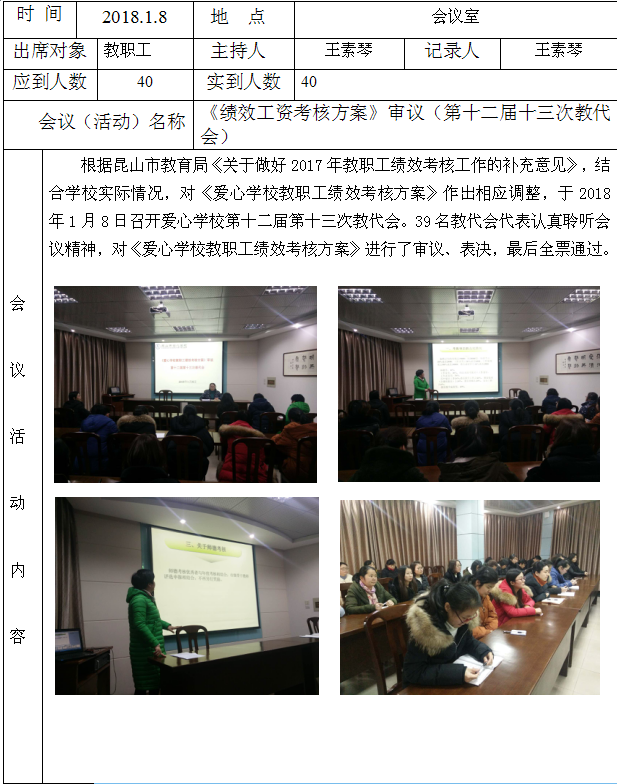 时 间 2018.1.8 地 点 会议室
出席对象 教职工 主持人 王素琴 记录人 王素琴
应到人数 40 实到人数 40
会议（活动）名称 《绩效工资考核方案》审议（第十二届十三次教代
会）
根据昆山市教育局《关于做好 2017 年教职工绩效考核工作的补充意见》，结
合学校实际情况，对《爱心学校教职工绩效考核方案》作出相应调整，于 2018
年 1 月 8 日召开爱心学校第十二届第十三次教代会。39 名教代会代表认真聆听会
议精神，对《爱心学校教职工绩效考核方案》进行了审议、表决，最后全票通过。
会
议
活
动
内
容